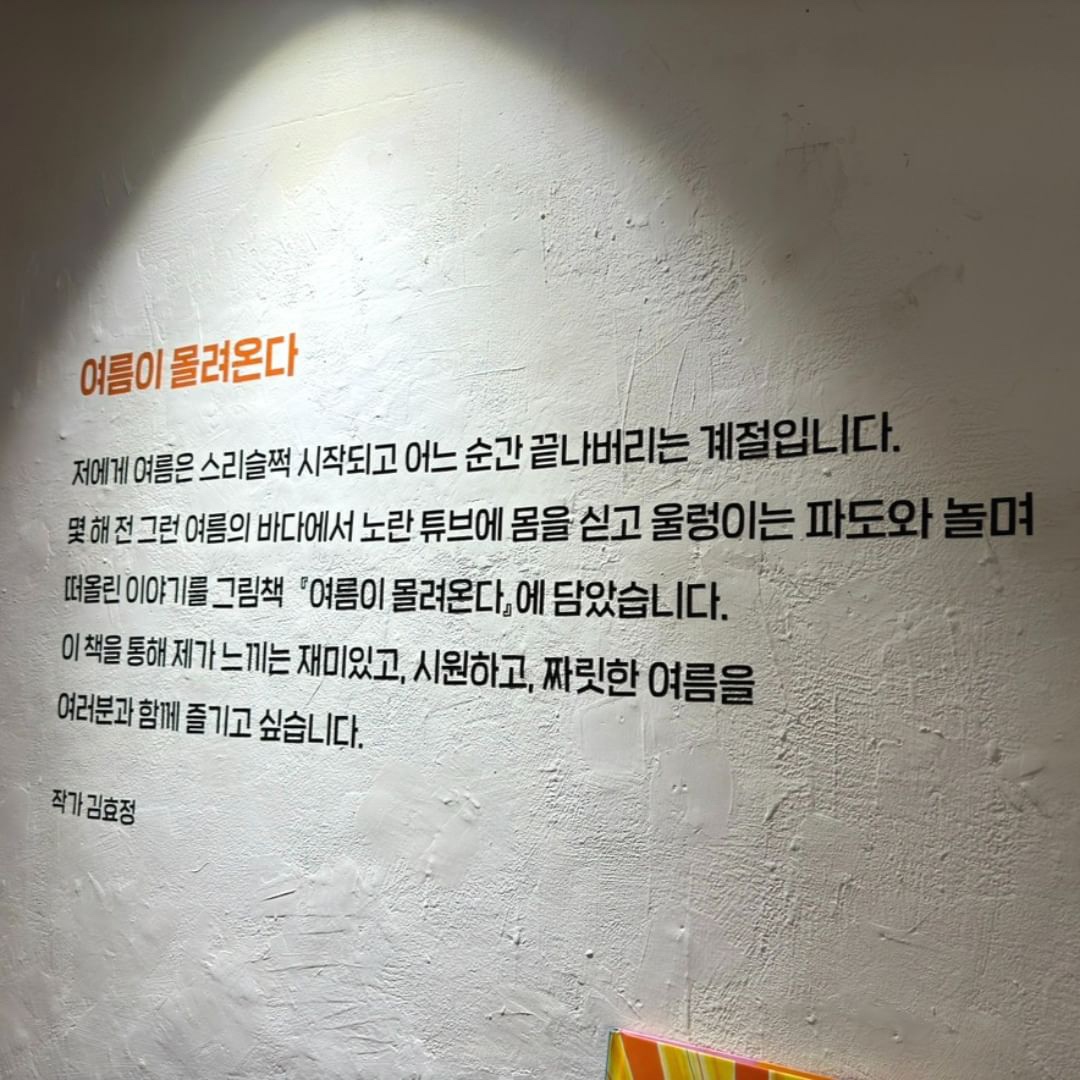 여름이 몰려온다
저에게 여름은 스리슬쩍 시작되고 어느 순간 끝나버리는 계절입니다.
몇 해 전 그런 여름의 바다에서 노란 튜브에 몸을 싣고 울렁이는 파도와 놀며
떠올린 이야기를 그림책 『여름이 몰려온다』에 담았습니다.
이 책을 통해 제가 느끼는 재미있고, 시원하고, 짜릿한 여름을
여러분과 함께 즐기고 싶습니다.
작가 김효정